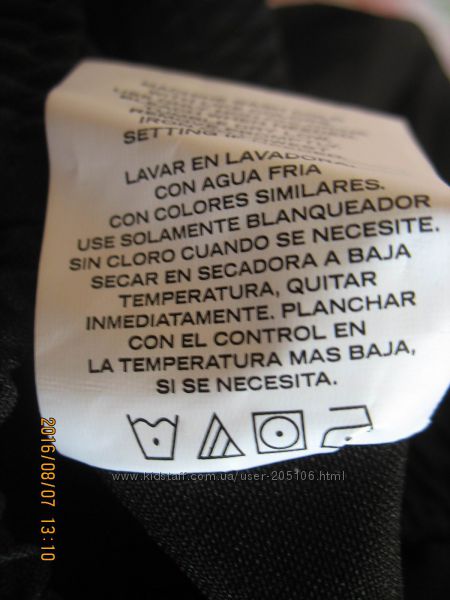 SETTING
LAVAR EN LAVADORA
CON AGUA FRIA
CON COLORES SIMILARES.
USE SOLAMENTE BLANQUEADOR
SIN CLORO CUANDO SE NECESITE.
SECAR EN SECADORA A BAJA
TEMPERATURA, QUITAR
INMEDIATAMENTE. PLANCHAR
CON EL CONTROL EN
LA TEMPERATURA MAS BAJA,
SI SE NECESITA.
www.kidstaff.com.ua/user-205106.html
2016/08/07 13:10